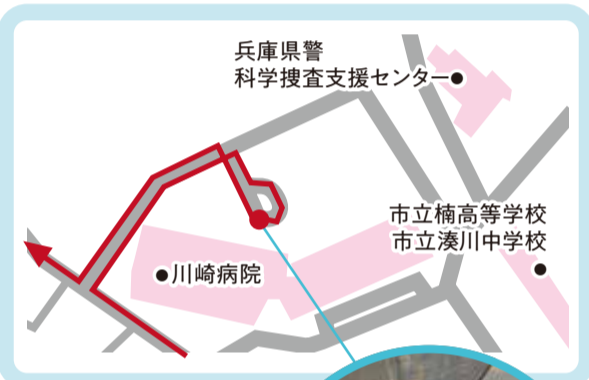 兵庫県警
科学捜査支援センター
市立楠高等学校
市立湊川中学校
川崎病院